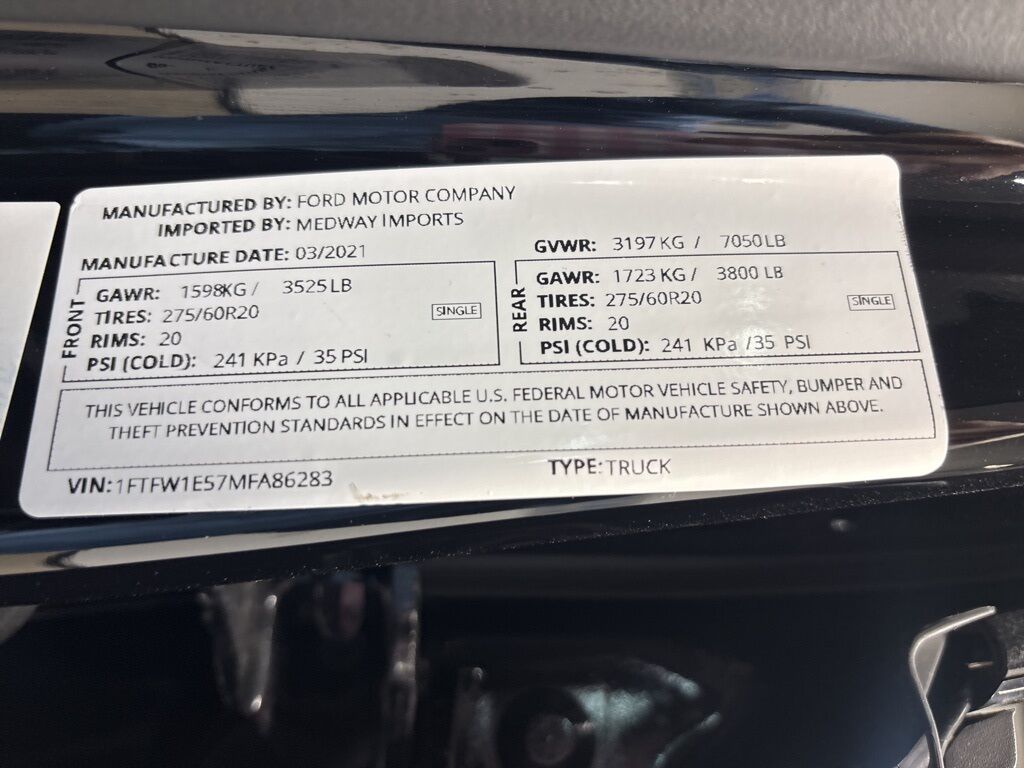 MANUFACTURED BY: FORD MOTOR COMPANY
IMPORTED BY: MEDWAY IMPORTS
MANUFACTURE DATE: 03/2021
GVWR: 3197 KG / 7050 LB
FRONT
GAWR: 1598KG / 3525 LB
TIRES: 275/60R20
SINGLE
RIMS: 20
PSI (COLD): 241 KPa / 35 PSI
REAR
GAWR: 1723 KG / 3800 LB
TIRES: 275/60R20
SINGLE
RIMS: 20
PSI (COLD): 241 KPa /35 PSI
THIS VEHICLE CONFORMS TO ALL APPLICABLE U.S. FEDERAL MOTOR VEHICLE SAFETY, BUMPER AND
THEFT PREVENTION STANDARDS IN EFFECT ON THE DATE OF MANUFACTURE SHOWN ABOVE.
VIN: 1FTFW1E57MFA86283
TYPE: TRUCK